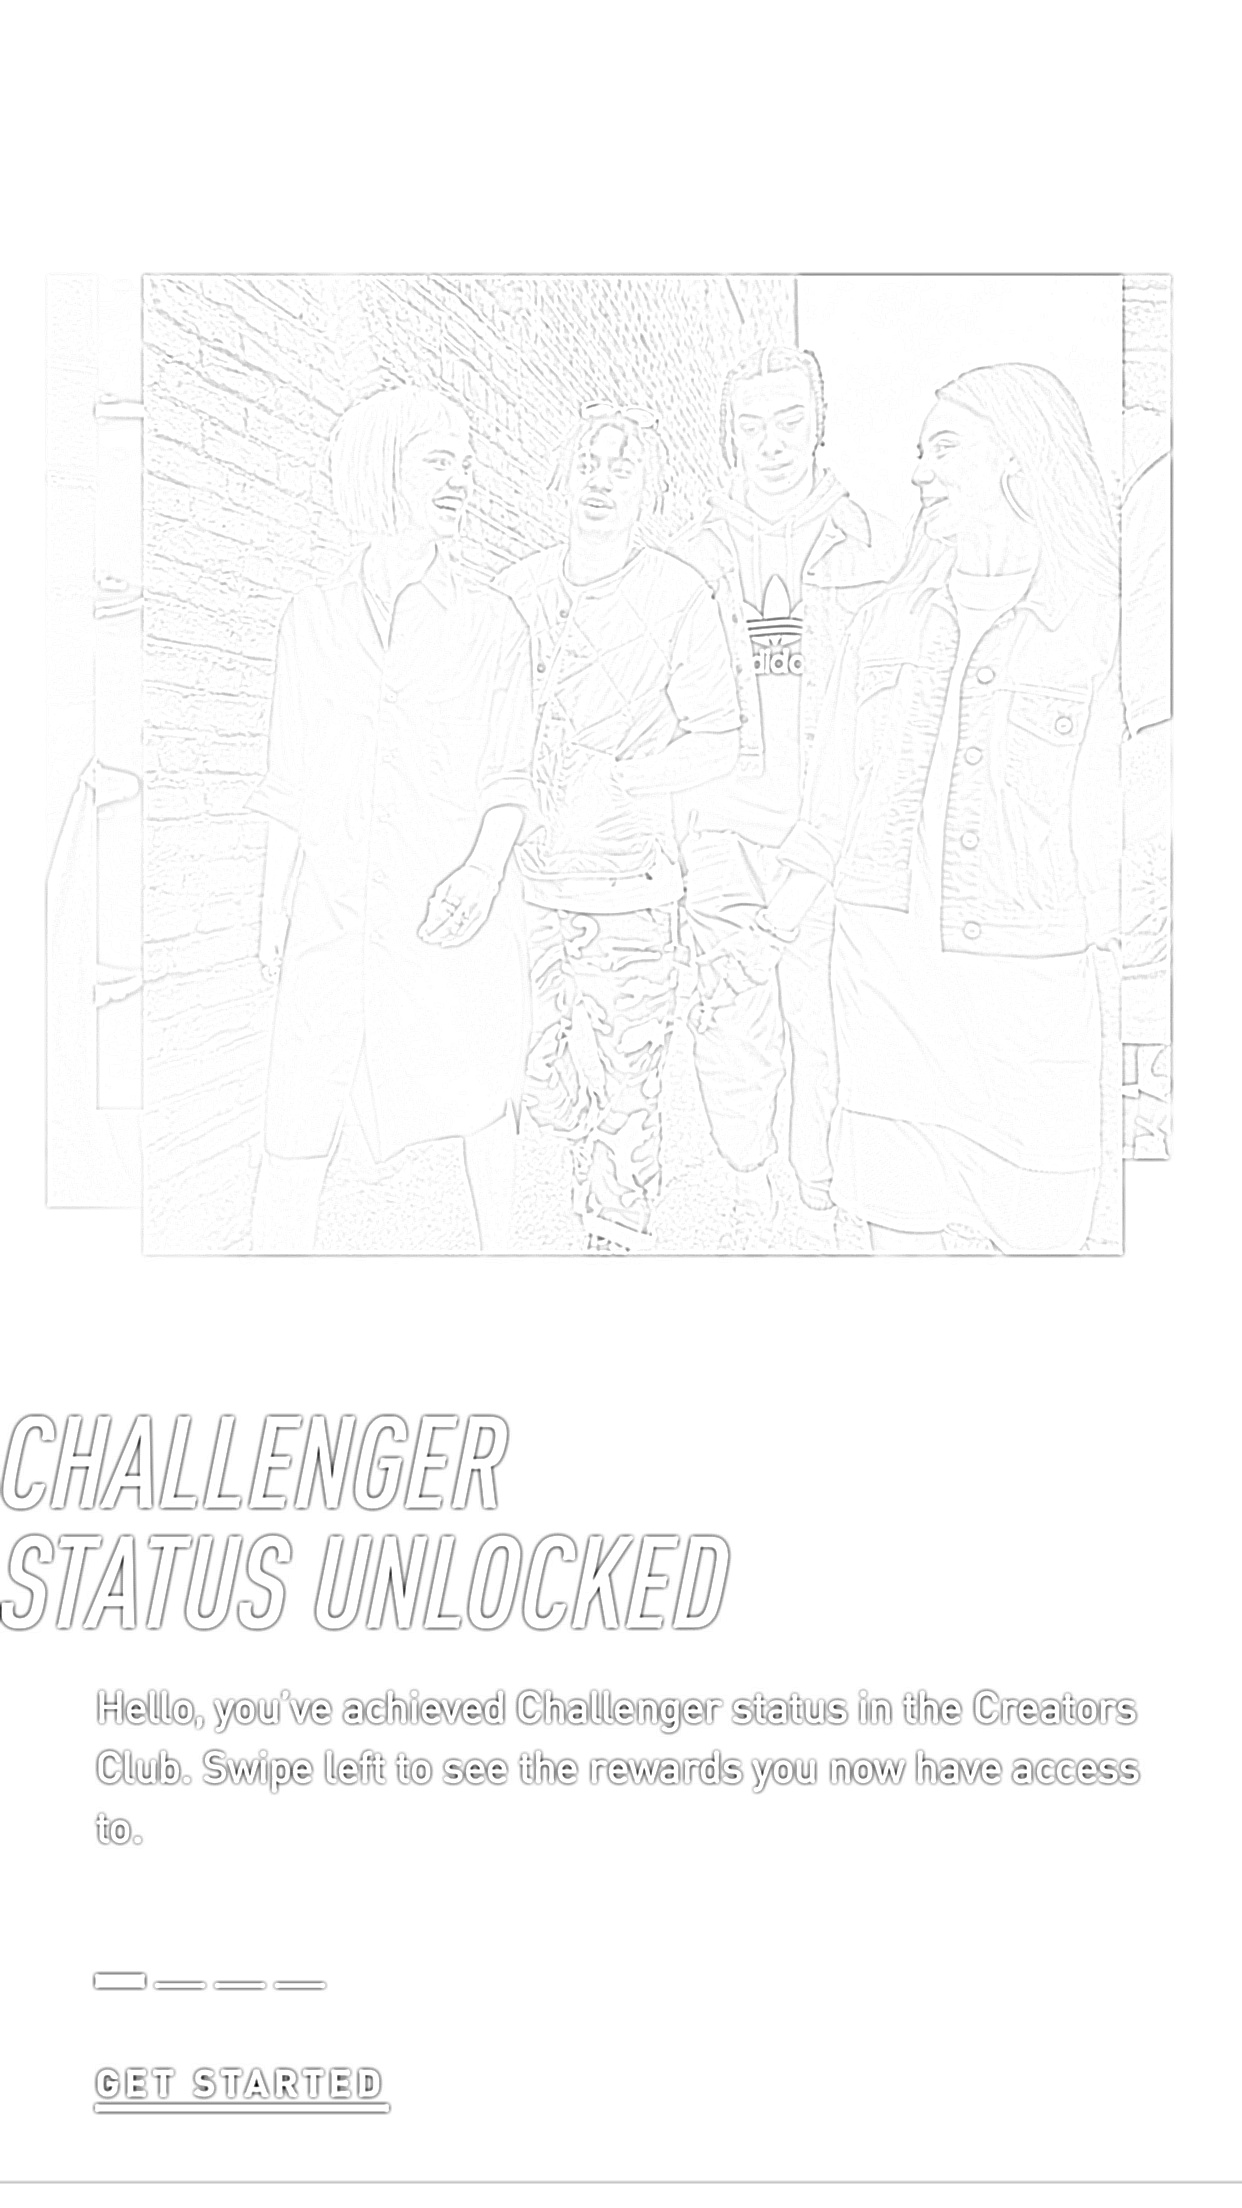 CHALLENGER
STATUS UNLOCKED
Hello, you've achieved Challenger status in the Creators
Club. Swipe left to see the rewards you now have access
to.
GET STARTED